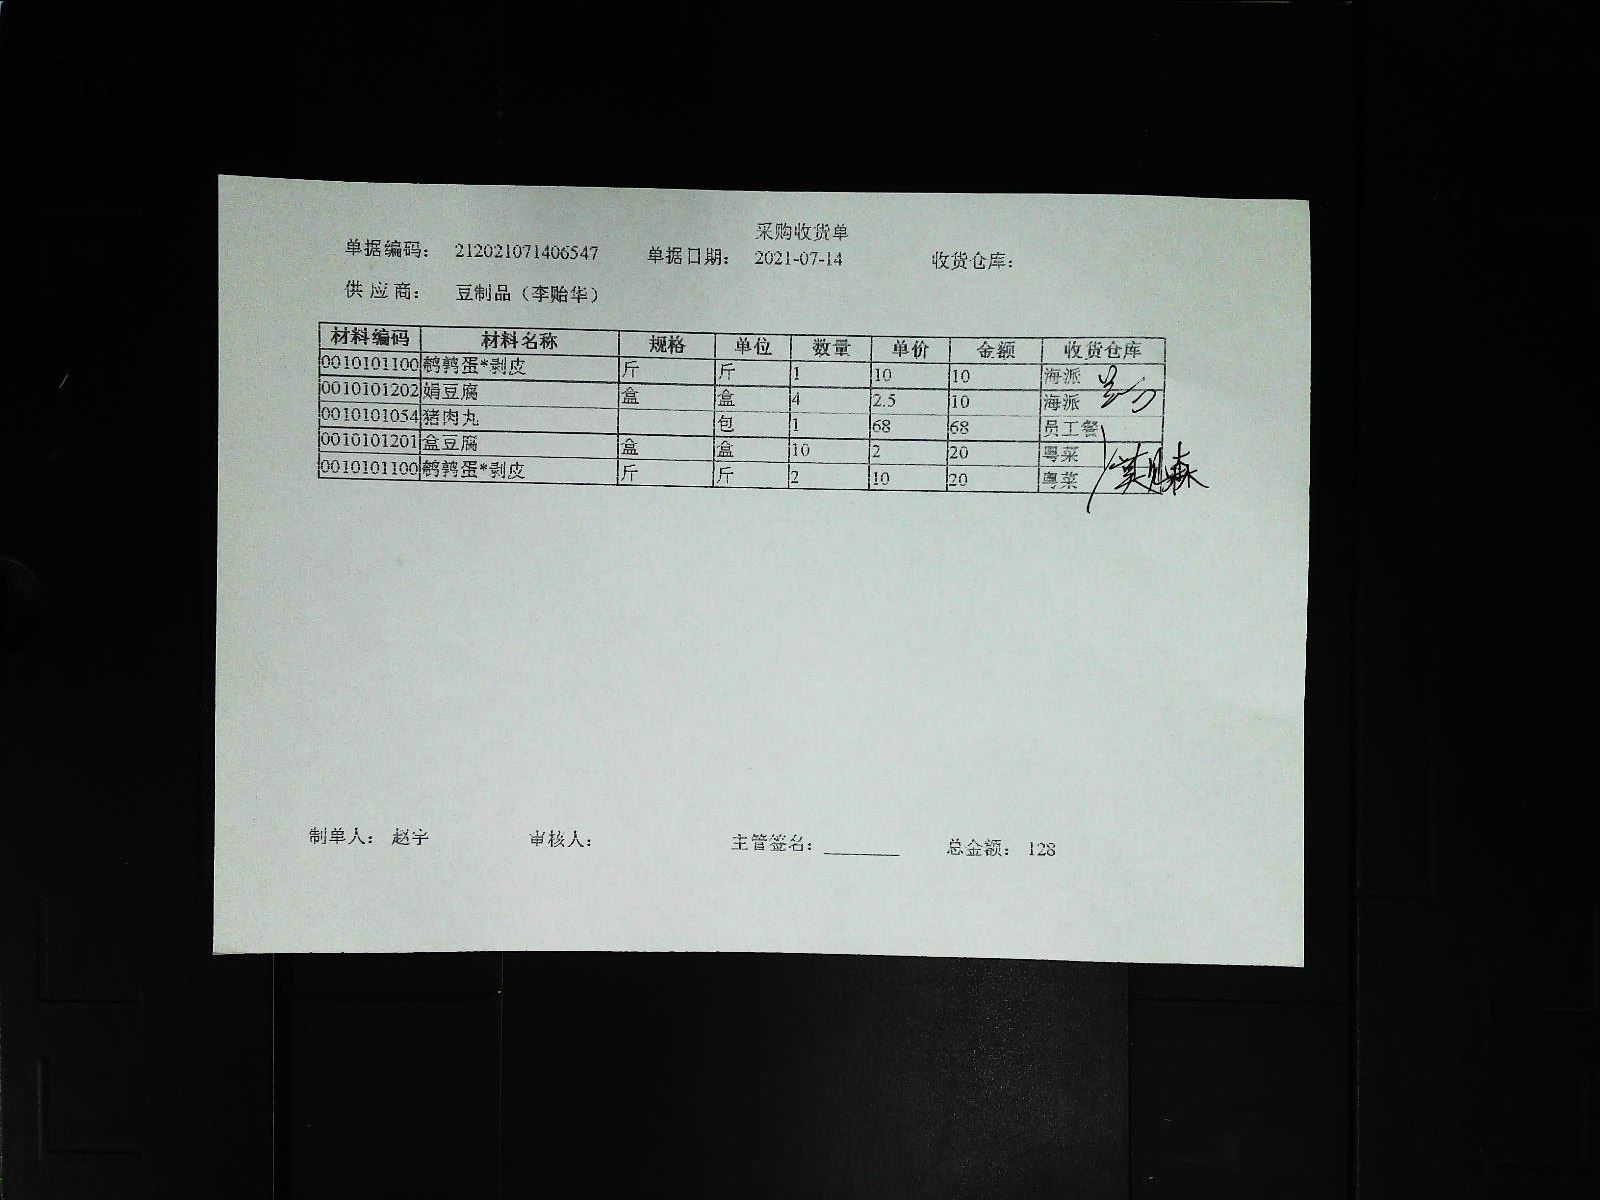 采购收货单
单据编码: 212021071406547 单据日期: 2021-07-14 收货仓库:
供应商: 豆制品（李贻华）
材料编码 材料名称 规格 单位 数量 单价 金额 收货仓库
0010101100 鹌鹑蛋*剥皮 斤 斤 1 10 10 海派
0010101202 娟豆腐 盒 盒 4 2.5 10 海派
0010101054 猪肉丸 包 1 68 68 员工餐
0010101201 盒豆腐 盒 盒 10 2 20 粤菜
0010101100 鹌鹑蛋*剥皮 斤 斤 2 10 20 粤菜
制单人: 赵宇 审核人: 主管签名: ________ 总金额: 128